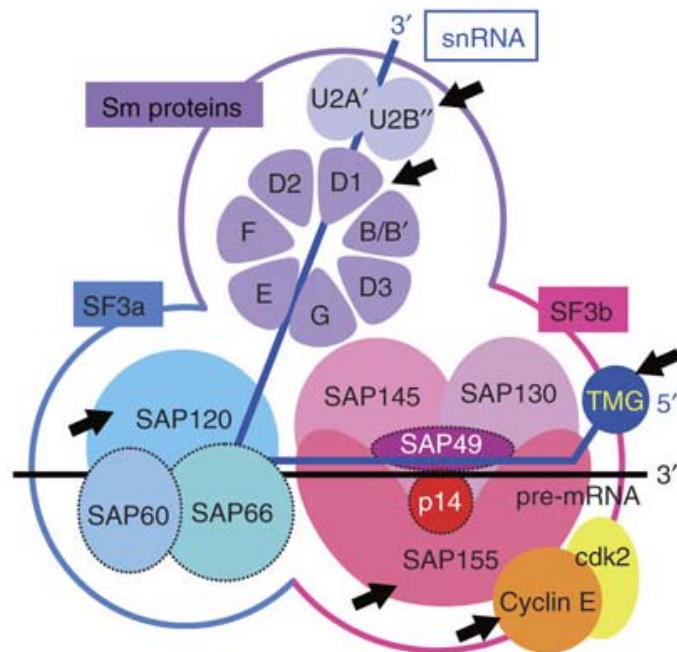 3′
snRNA
U2A′
U2B″
Sm proteins
D2
D1
F
B/B′
E
D3
G
SF3a
SF3b
SAP145
SAP130
TMG
5′
SAP120
SAP49
3′
SAP60
SAP66
p14
pre-mRNA
SAP155
cdk2
Cyclin E